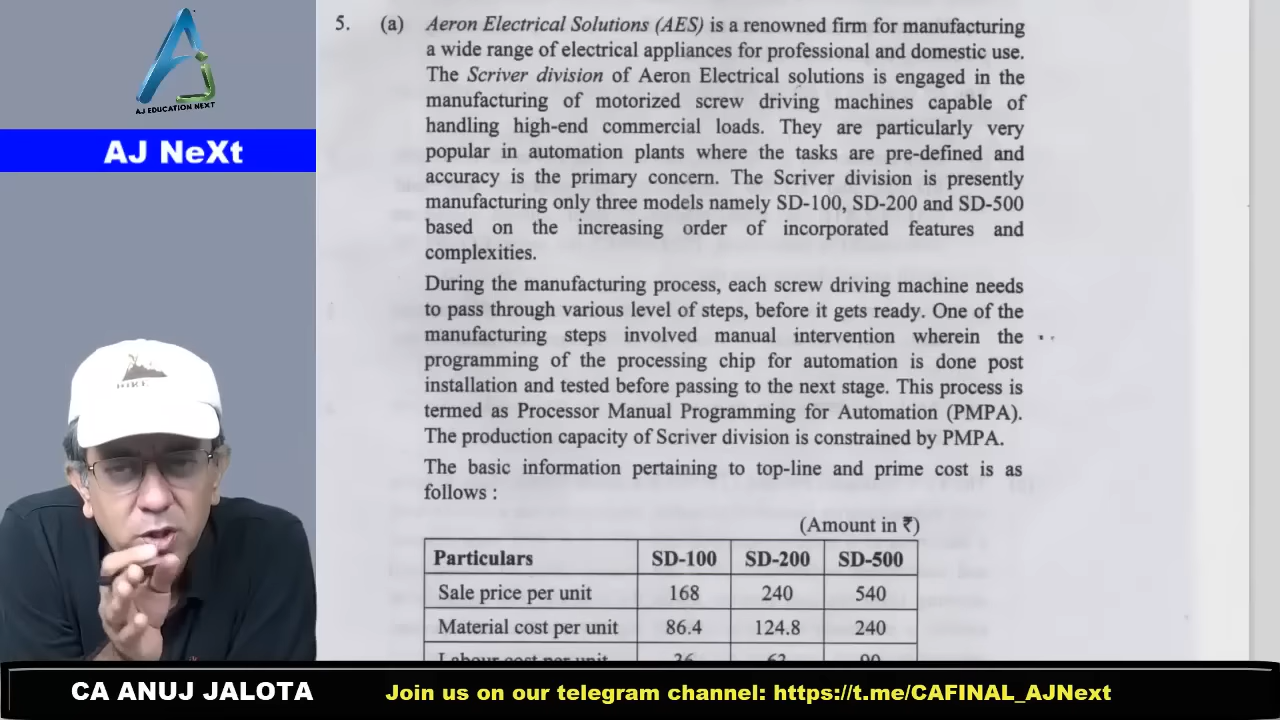 AJ EDUCATION NEXT
AJ NeXt
5. (a) Aeron Electrical Solutions (AES) is a renowned firm for manufacturing
a wide range of electrical appliances for professional and domestic use.
The Scriver division of Aeron Electrical solutions is engaged in the
manufacturing of motorized screw driving machines capable of
handling high-end commercial loads. They are particularly very
popular in automation plants where the tasks are pre-defined and
accuracy is the primary concern. The Scriver division is presently
manufacturing only three models namely SD-100, SD-200 and SD-500
based on the increasing order of incorporated features and
complexities.
During the manufacturing process, each screw driving machine needs
to pass through various level of steps, before it gets ready. One of the
manufacturing steps involved manual intervention wherein the
programming of the processing chip for automation is done post
installation and tested before passing to the next stage. This process is
termed as Processor Manual Programming for Automation (PMPA).
The production capacity of Scriver division is constrained by PMPA.
The basic information pertaining to top-line and prime cost is as
follows :
(Amount in ₹)
Particulars SD-100 SD-200 SD-500
Sale price per unit 168 240 540
Material cost per unit 86.4 124.8 240
Labour cost per unit
CA ANUJ JALOTA Join us on our telegram channel: https://t.me/CAFINAL_AJNext